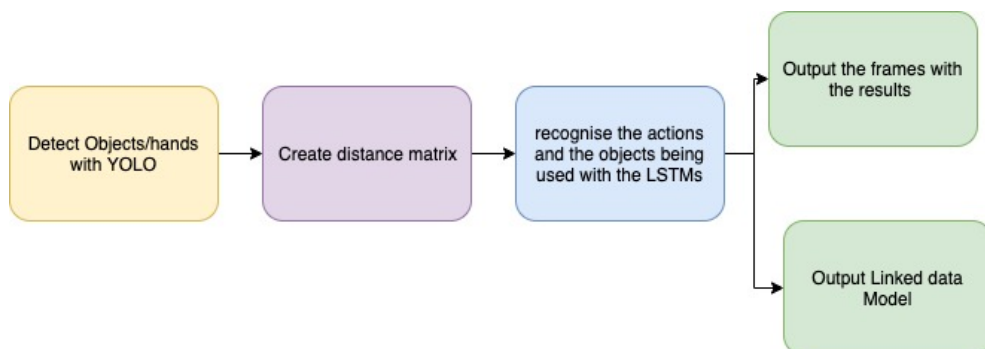 Detect Objects/hands
with YOLO
Create distance matrix
recognise the actions
and the objects being
used with the LSTMs
Output the frames with
the results
Output Linked data
Model